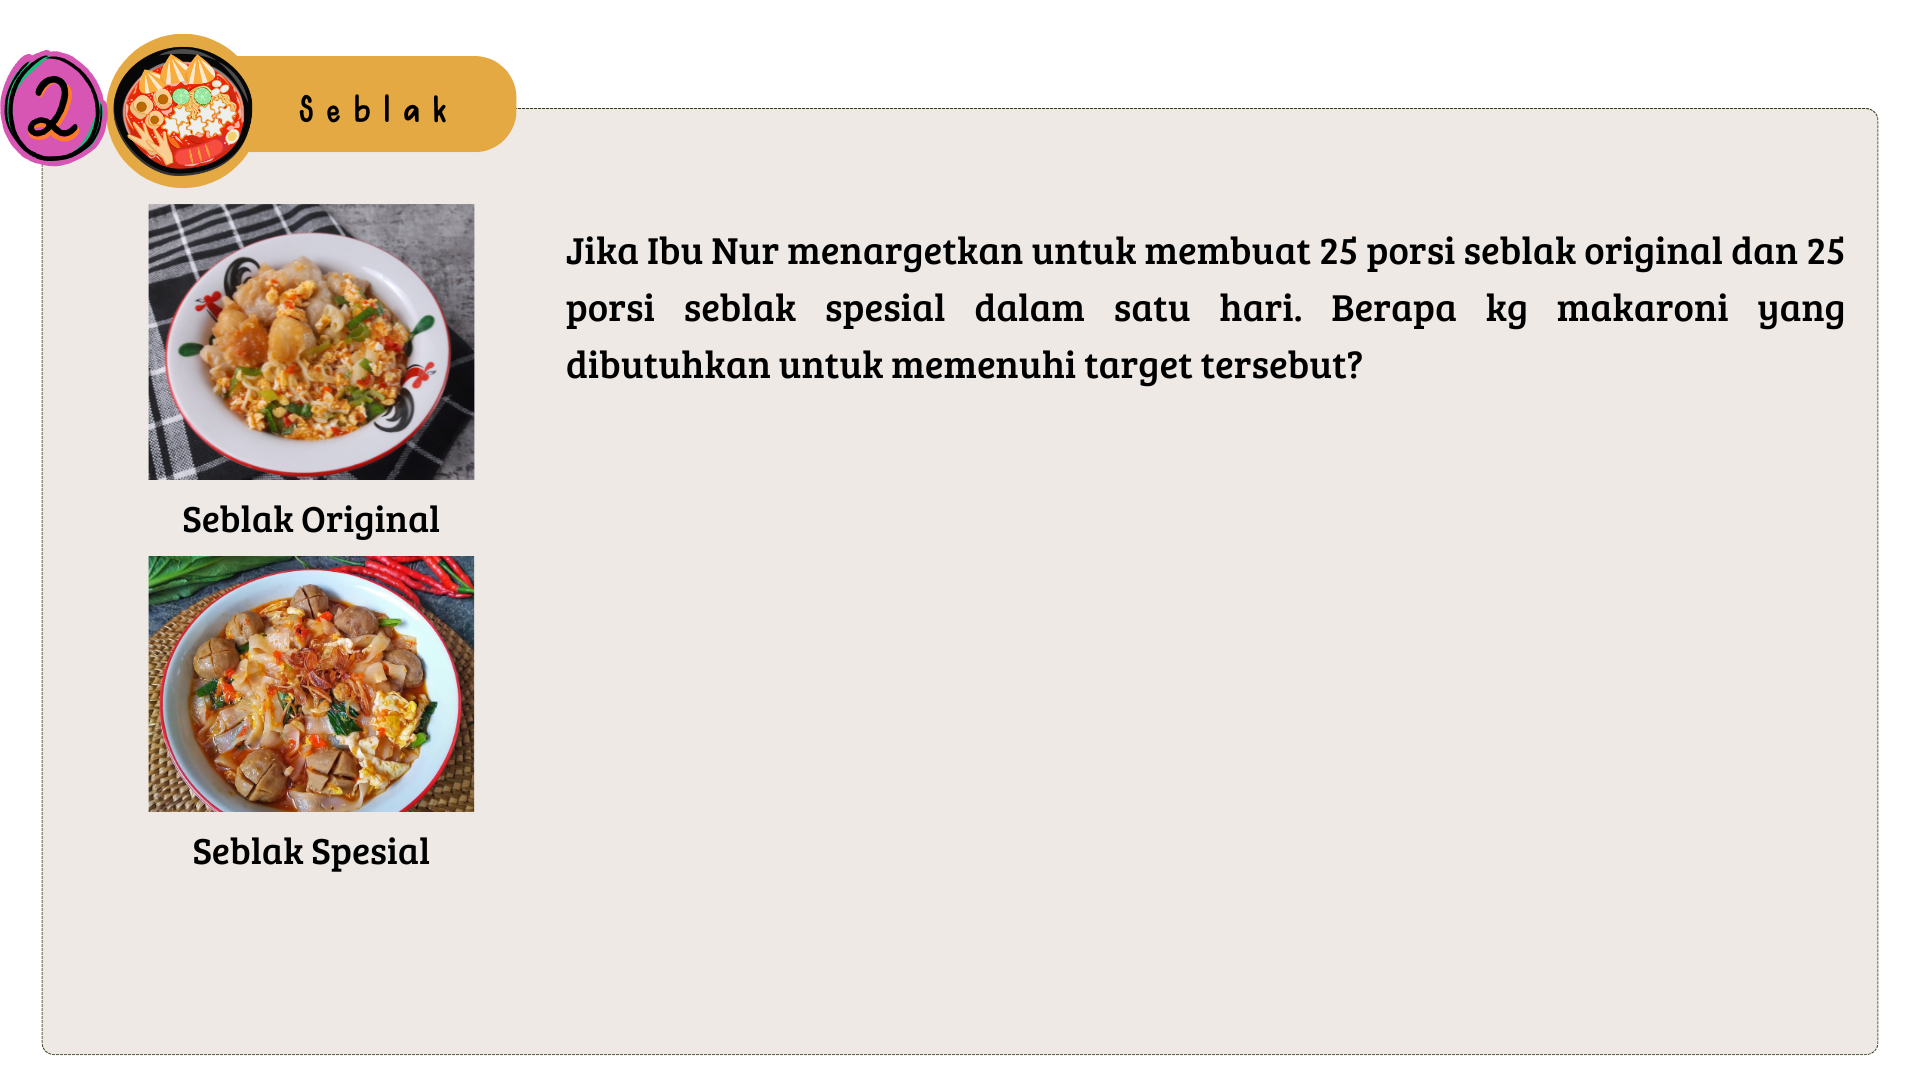 2
Seblak
Jika Ibu Nur menargetkan untuk membuat 25 porsi seblak original dan 25
porsi seblak spesial dalam satu hari. Berapa kg makaroni yang
dibutuhkan untuk memenuhi target tersebut?
Seblak Original
Seblak Spesial